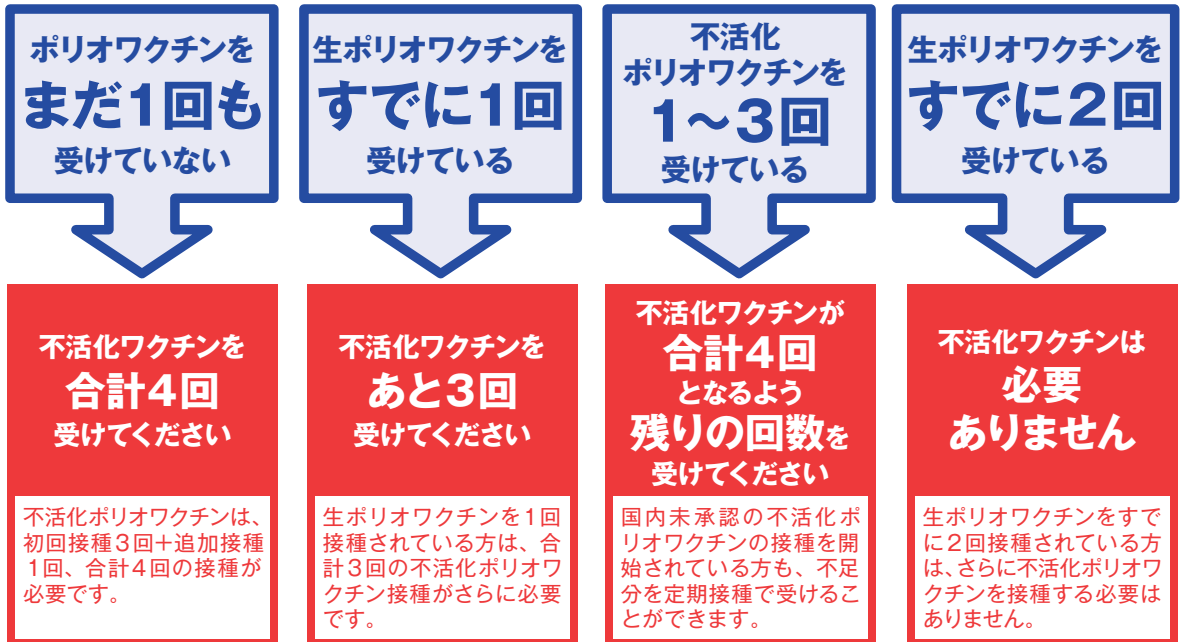 ポリオワクチンを
まだ1回も
受けていない
不活化ワクチンを
合計4回
受けてください
不活化ポリオワクチンは、
初回接種3回+追加接種
1回、合計4回の接種が
必要です。
生ポリオワクチンを
すでに1回
受けている
不活化ワクチンを
あと3回
受けてください
生ポリオワクチンを1回
接種されている方は、合
計3回の不活化ポリオワ
クチン接種がさらに必要
です。
不活化
ポリオワクチンを
1〜3回
受けている
不活化ワクチンが
合計4回
となるよう
残りの回数を
受けてください
国内未承認の不活化ポ
リオワクチンの接種を開
始されている方も、不足
分を定期接種で受けるこ
とができます。
生ポリオワクチンを
すでに2回
受けている
不活化ワクチンは
必要
ありません
生ポリオワクチンをすで
に2回接種されている方
は、さらに不活化ポリオワ
クチンを接種する必要は
ありません。